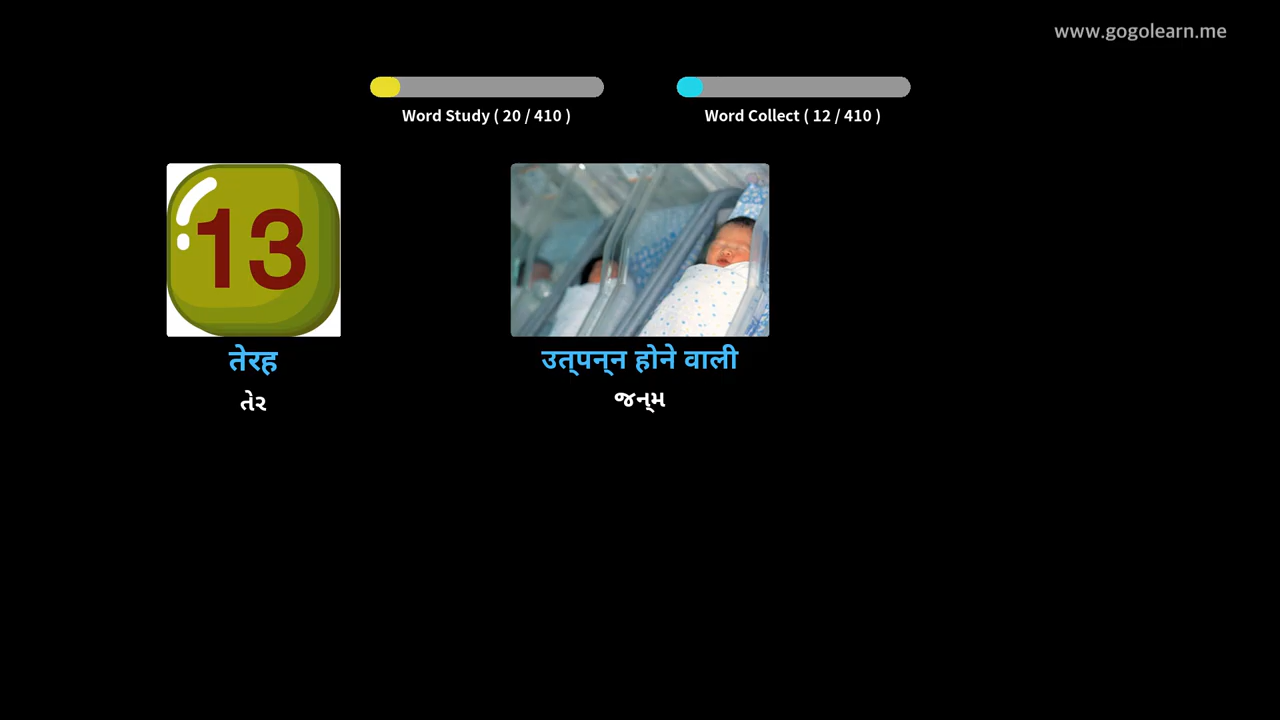 www.gogolearn.me
Word Study ( 20 / 410 )
Word Collect ( 12 / 410 )
13
तेरह
તેર
उत्पन्न होने वाली
જન્મ